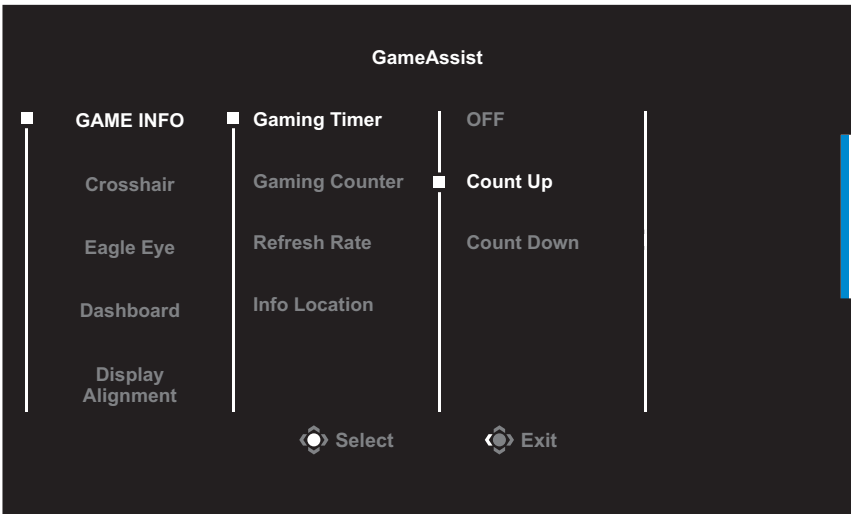 GameAssist
GAME INFO
Crosshair
Eagle Eye
Dashboard
Display
Alignment
Gaming Timer
Gaming Counter
Refresh Rate
Info Location
OFF
Count Up
Count Down
Select
Exit